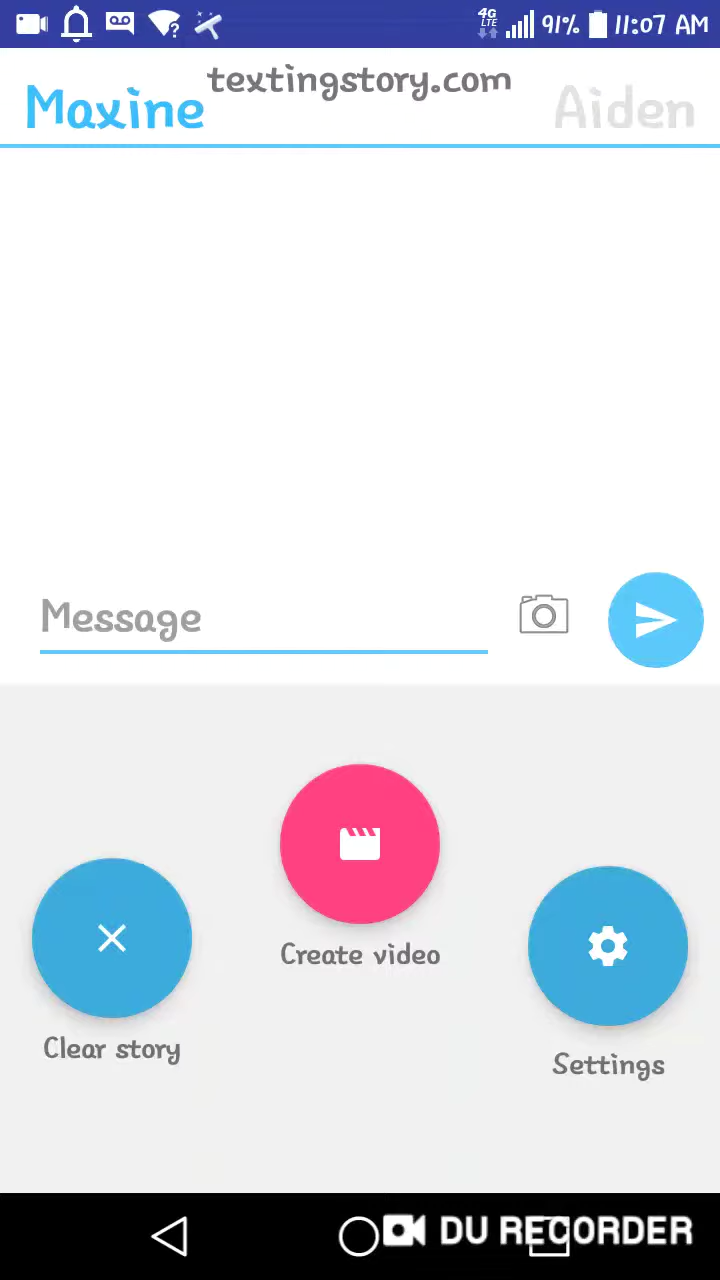 4G LTE 91% 11:07 AM
textingstory.com
Maxine Aiden
Message
Create video
Clear story
Settings
DU RECORDER